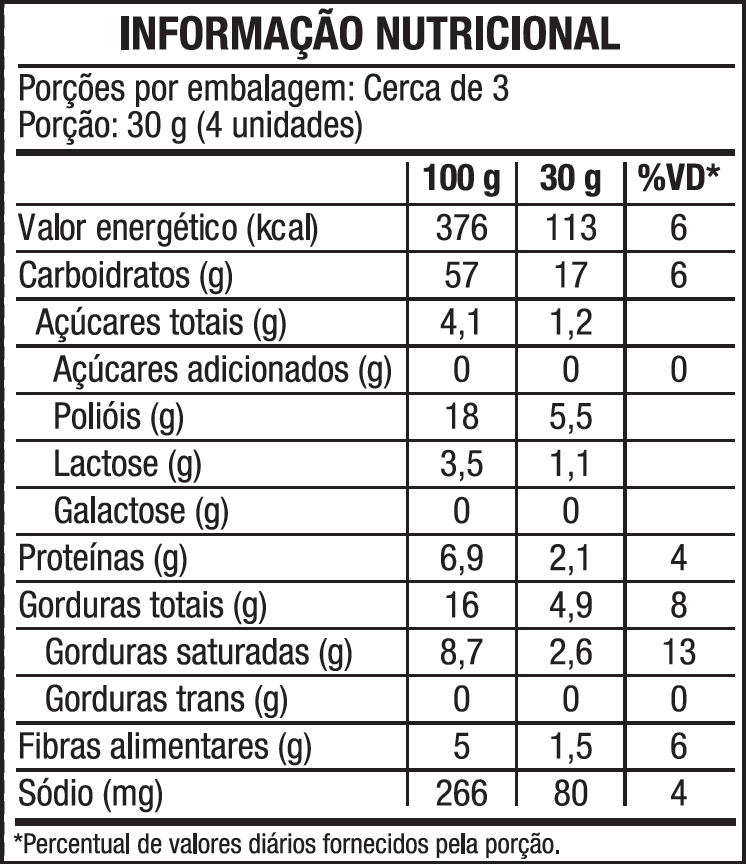 INFORMAÇÃO NUTRICIONAL
Porções por embalagem: Cerca de 3
Porção: 30 g (4 unidades)
100 g 30 g %VD*
Valor energético (kcal) 376 113 6
Carboidratos (g) 57 17 6
Açúcares totais (g) 4,1 1,2
Açúcares adicionados (g) 0 0 0
Polióis (g) 18 5,5
Lactose (g) 3,5 1,1
Galactose (g) 0 0
Proteínas (g) 6,9 2,1 4
Gorduras totais (g) 16 4,9 8
Gorduras saturadas (g) 8,7 2,6 13
Gorduras trans (g) 0 0 0
Fibras alimentares (g) 5 1,5 6
Sódio (mg) 266 80 4
*Percentual de valores diários fornecidos pela porção.